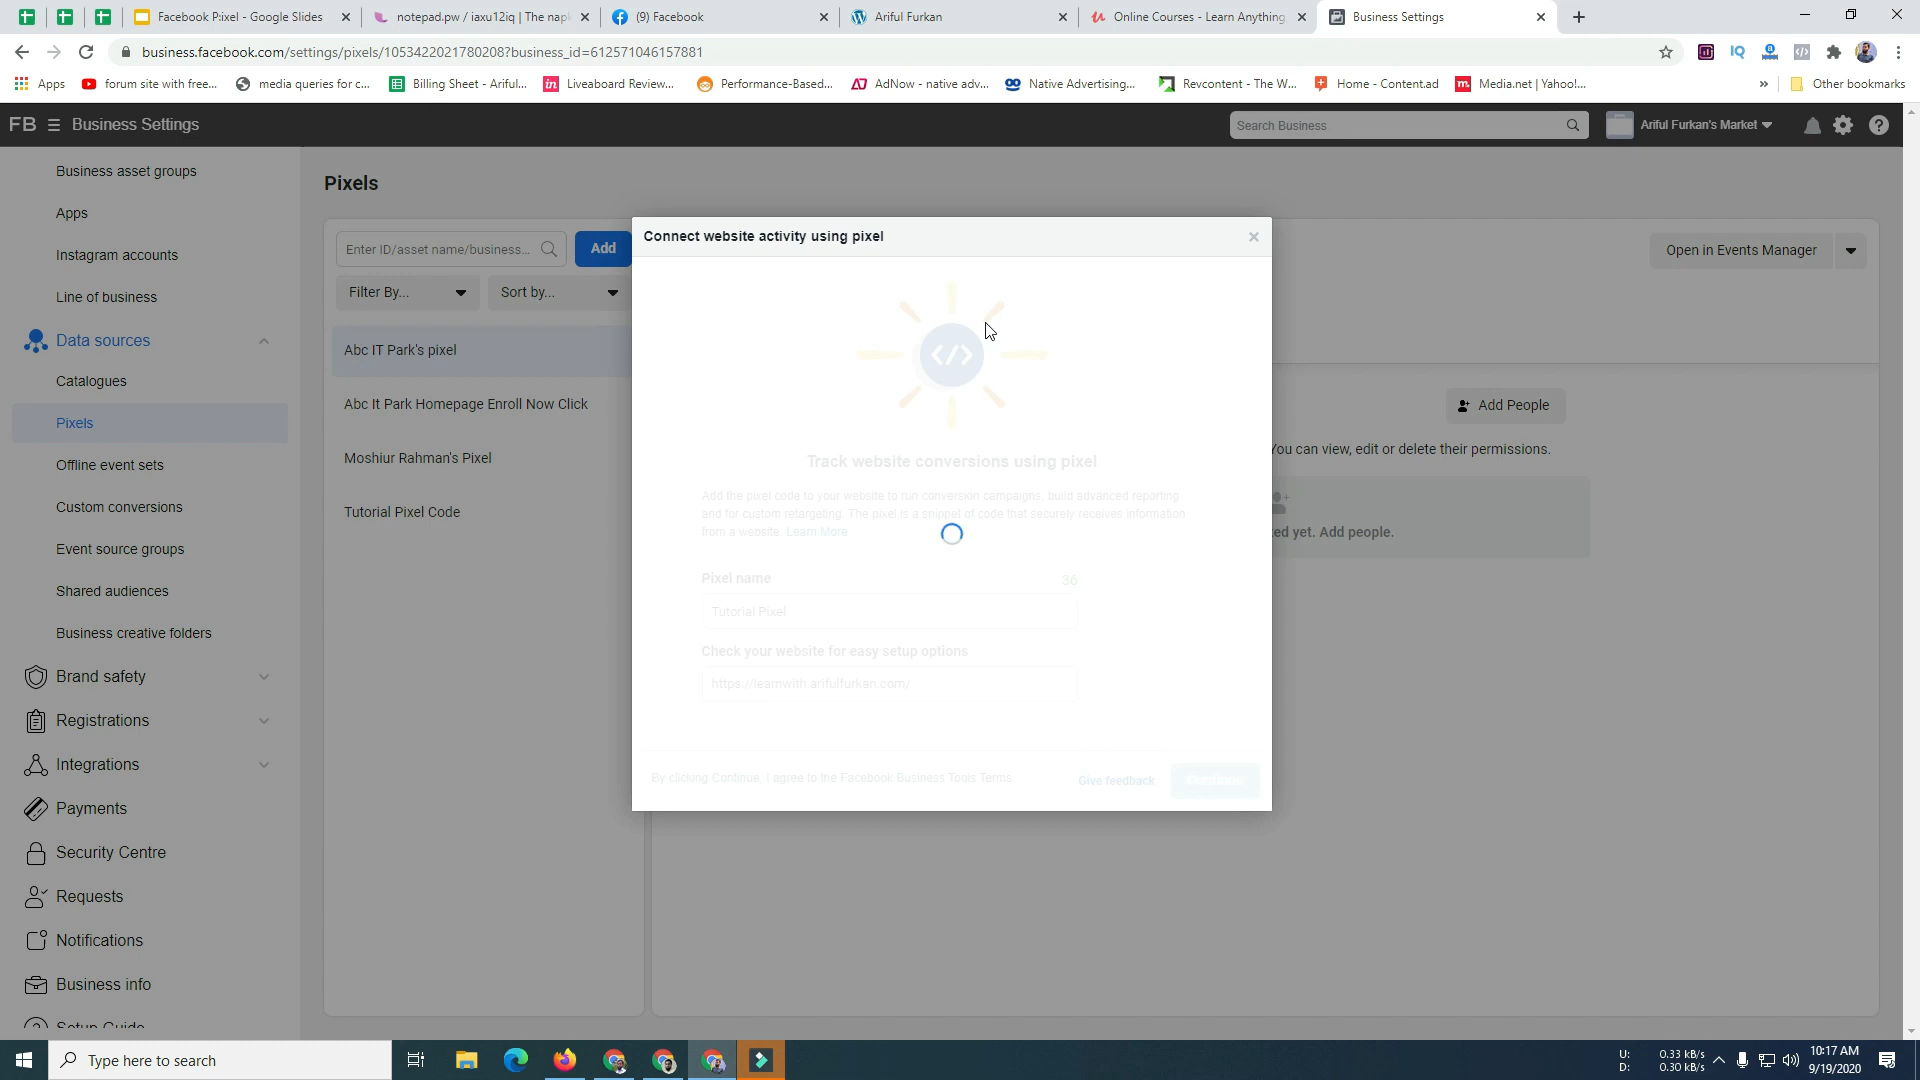 Facebook P:ixel - Google Slides
notepad.pw / iaxu12iq | The nap
(9) Facebook
Ariful Furkan
Online Courses - Learn Anything
Business Settings
business.facebook.com/settings/pixels/1053422021780208?business_id=612571046157881
Apps
forum site with free...
media queries for c...
Billing Sheet - Ariful...
Liveaboard Review...
Performance-Based...
AdNow - native adv...
Native Advertising...
Revcontent - The W...
Home - Content.ad
Media.net | Yahoo!...
»
Other bookmarks
FB
Business Settings
Search Business
Ariful Furkan's Market
Business asset groups
Apps
Instagram accounts
Line of business
Data sources
Catalogues
Pixels
Offline event sets
Custom conversions
Event source groups
Shared audiences
Business creative folders
Brand safety
Registrations
Integrations
Payments
Security Centre
Requests
Notifications
Business info
Setup Guide
Pixels
Enter ID/asset name/business...
Add
Filter By...
Sort by...
Abc IT Park's pixel
Abc It Park Homepage Enroll Now Click
Moshiur Rahman's Pixel
Tutorial Pixel Code
Open in Events Manager
Add People
You can view, edit or delete their permissions.
ed yet. Add people.
Connect website activity using pixel
</>
Track website conversions using pixel
Add the pixel code to your website to run conversion campaigns, build advanced reporting
and for custom retargeting. The pixel is a snippet of code that securely receives information
from a website. Learn More
Pixel name
36
Tutorial Pixel
Check your website for easy setup options
https://learnwith.arifulfurkan.com/
By clicking Continue, I agree to the Facebook Business Tools Terms.
Give feedback
Type here to search
U: 0.33 kB/s
D: 0.30 kB/s
10:17 AM
9/19/2020